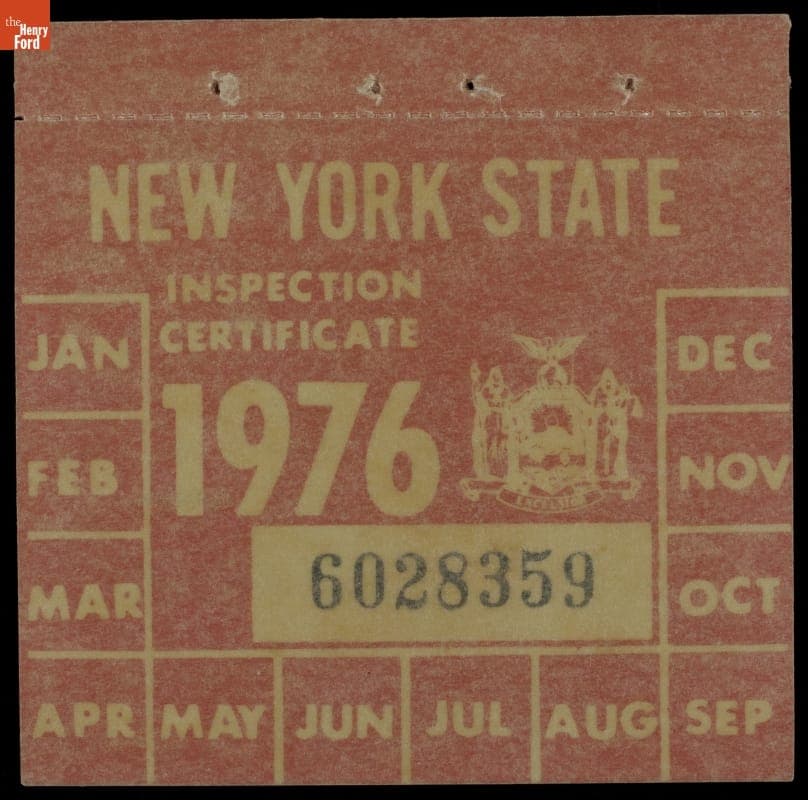 the
Henry
Ford
NEW YORK STATE
INSPECTION
CERTIFICATE
1976
EXCELSIOR
6028359
JAN
FEB
MAR
APR MAY JUN JUL AUG SEP
OCT
NOV
DEC